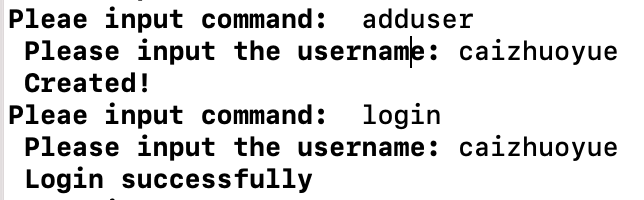 Pleae input command: adduser
Please input the username: caizhuoyue
Created!
Pleae input command: login
Please input the username: caizhuoyue
Login successfully